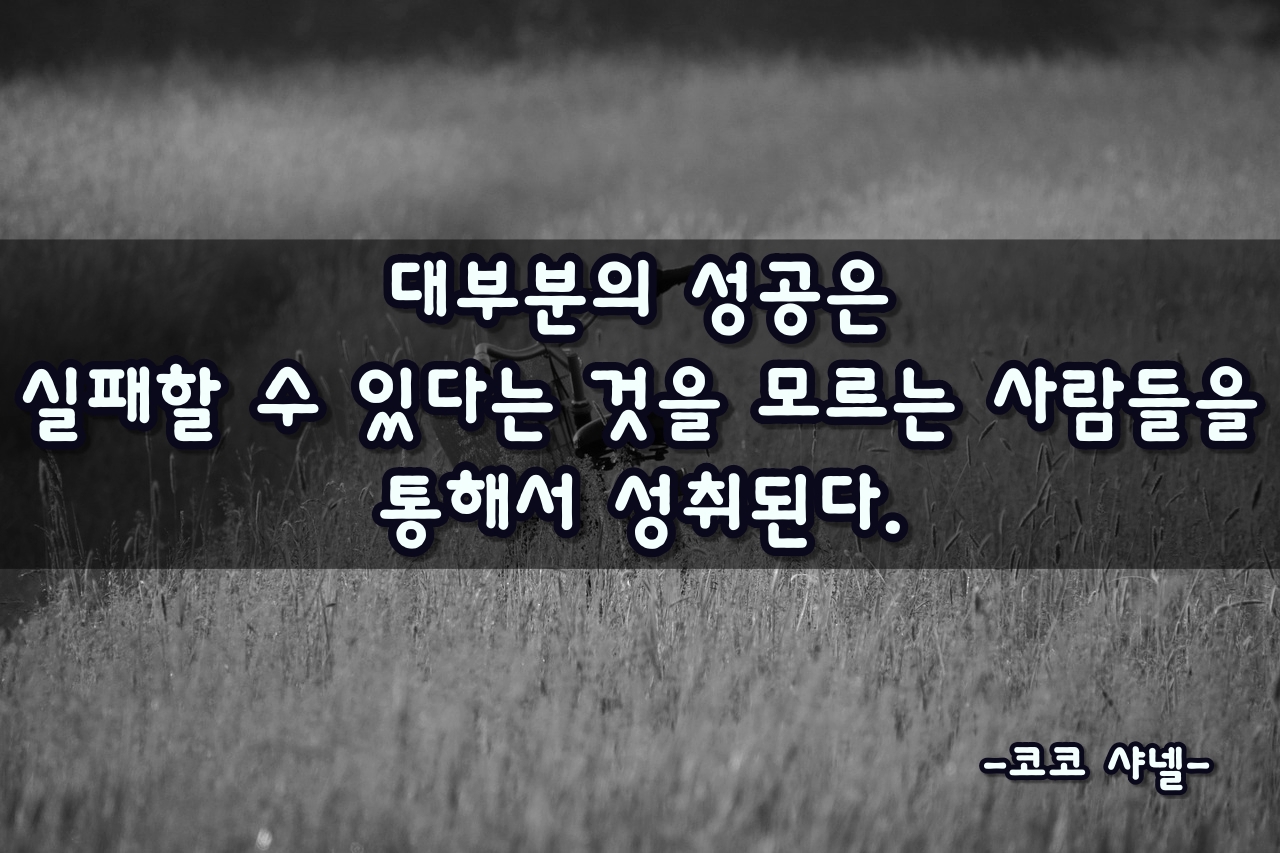 대부분의 성공은
실패할 수 있다는 것을 모르는 사람들을
통해서 성취된다.
-코코 샤넬-